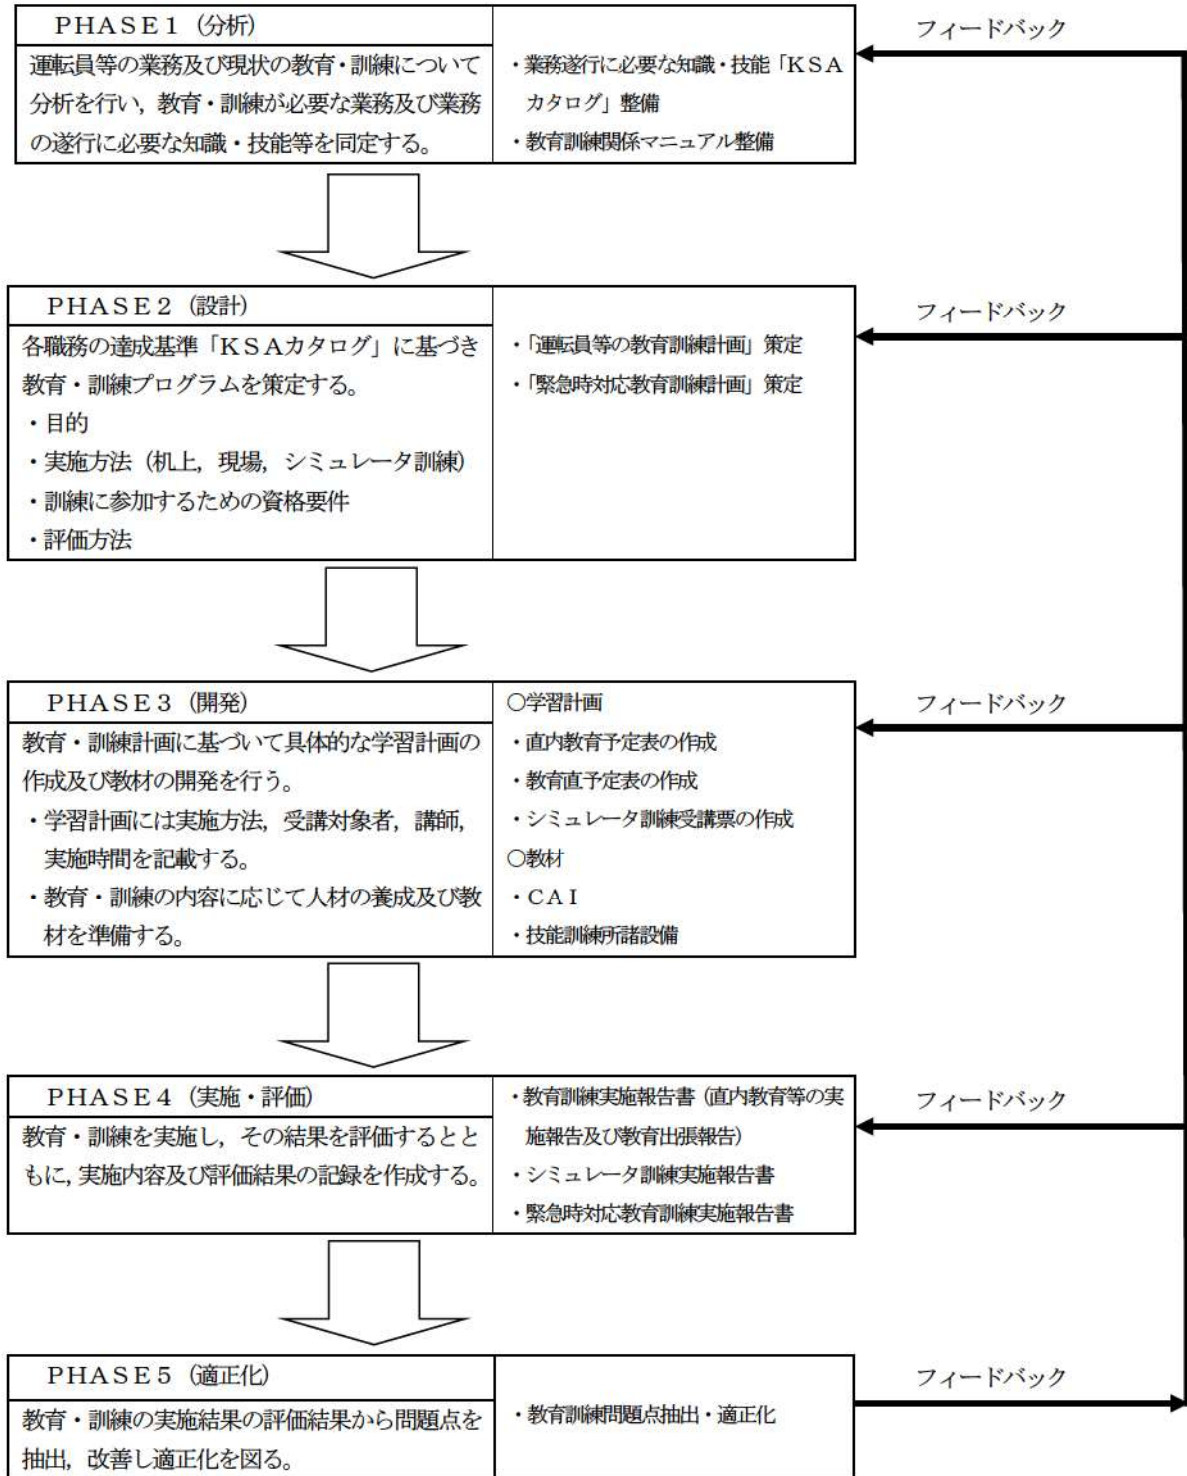 PHASE1（分析）
運転員等の業務及び現状の教育・訓練について
分析を行い，教育・訓練が必要な業務及び業務
の遂行に必要な知識・技能等を同定する。
・業務遂行に必要な知識・技能「KSA
カタログ」整備
・教育訓練関係マニュアル整備
フィードバック
PHASE2（設計）
各職務の達成基準「KSAカタログ」に基づき
教育・訓練プログラムを策定する。
・目的
・実施方法（机上，現場，シミュレータ訓練）
・訓練に参加するための資格要件
・評価方法
・「運転員等の教育訓練計画」策定
・「緊急時対応教育訓練計画」策定
フィードバック
PHASE3（開発）
教育・訓練計画に基づいて具体的な学習計画の
作成及び教材の開発を行う。
・学習計画には実施方法，受講対象者，講師，
実施時間を記載する。
・教育・訓練の内容に応じて人材の養成及び教
材を準備する。
○学習計画
・直内教育予定表の作成
・教育直予定表の作成
・シミュレータ訓練受講票の作成
○教材
・CAI
・技能訓練所諸設備
フィードバック
PHASE4（実施・評価）
教育・訓練を実施し，その結果を評価するとと
もに，実施内容及び評価結果の記録を作成する。
・教育訓練実施報告書（直内教育等の実
施報告及び教育出張報告）
・シミュレータ訓練実施報告書
・緊急時対応教育訓練実施報告書
フィードバック
PHASE5（適正化）
教育・訓練の実施結果の評価結果から問題点を
抽出，改善し適正化を図る。
・教育訓練問題点抽出・適正化
フィードバック